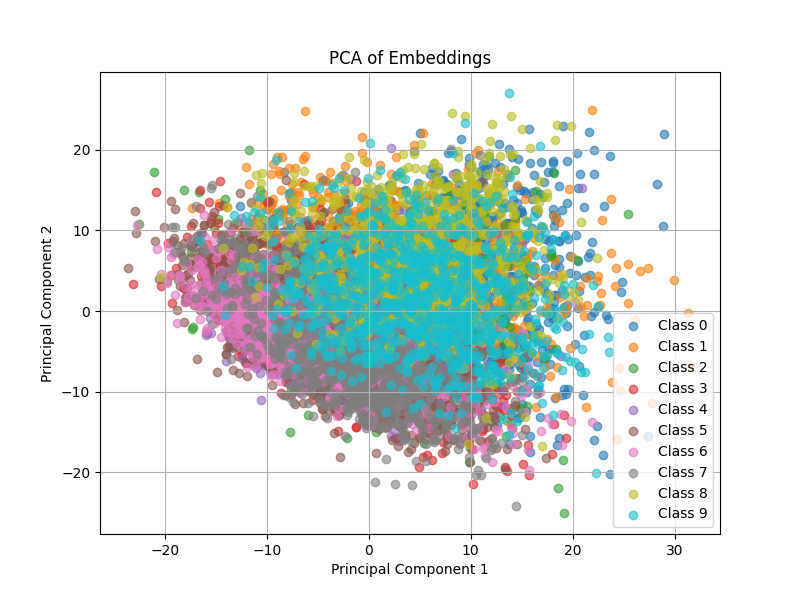 PCA of Embeddings
Principal Component 2
20
10
0
−10
−20
−20
−10
0
10
20
30
Principal Component 1
Class 0
Class 1
Class 2
Class 3
Class 4
Class 5
Class 6
Class 7
Class 8
Class 9